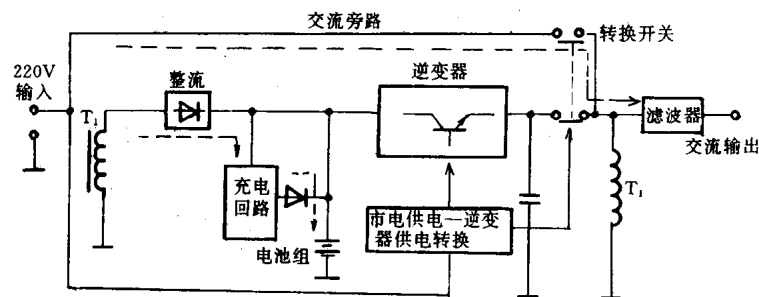 交流旁路
转换开关
220V
输入
整流
逆变器
T₁
滤波器
交流输出
充电
回路
市电供电—逆变
器供电转换
T₁
电池组